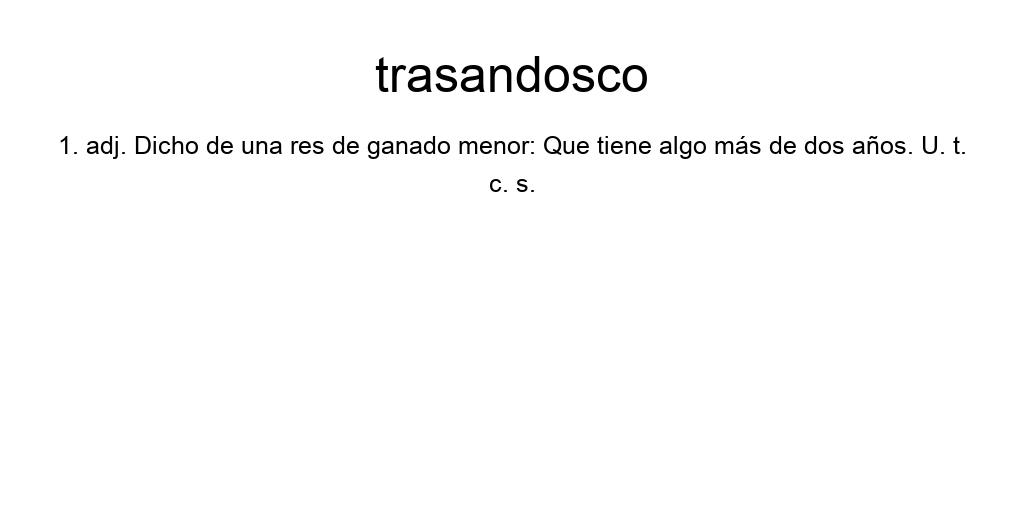 trasandosco
1. adj. Dicho de una res de ganado menor: Que tiene algo más de dos años. U. t.
c. s.